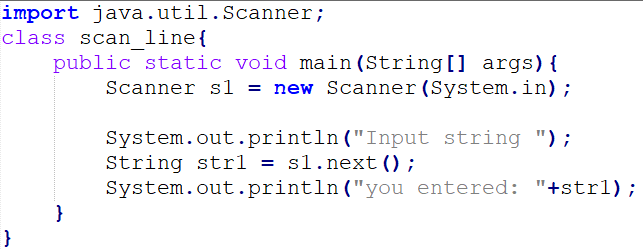 import java.util.Scanner;
class scan_line{
    public static void main(String[] args){
        Scanner s1 = new Scanner(System.in);

        System.out.println("Input string ");
        String str1 = s1.next();
        System.out.println("you entered: "+str1);
    }
}